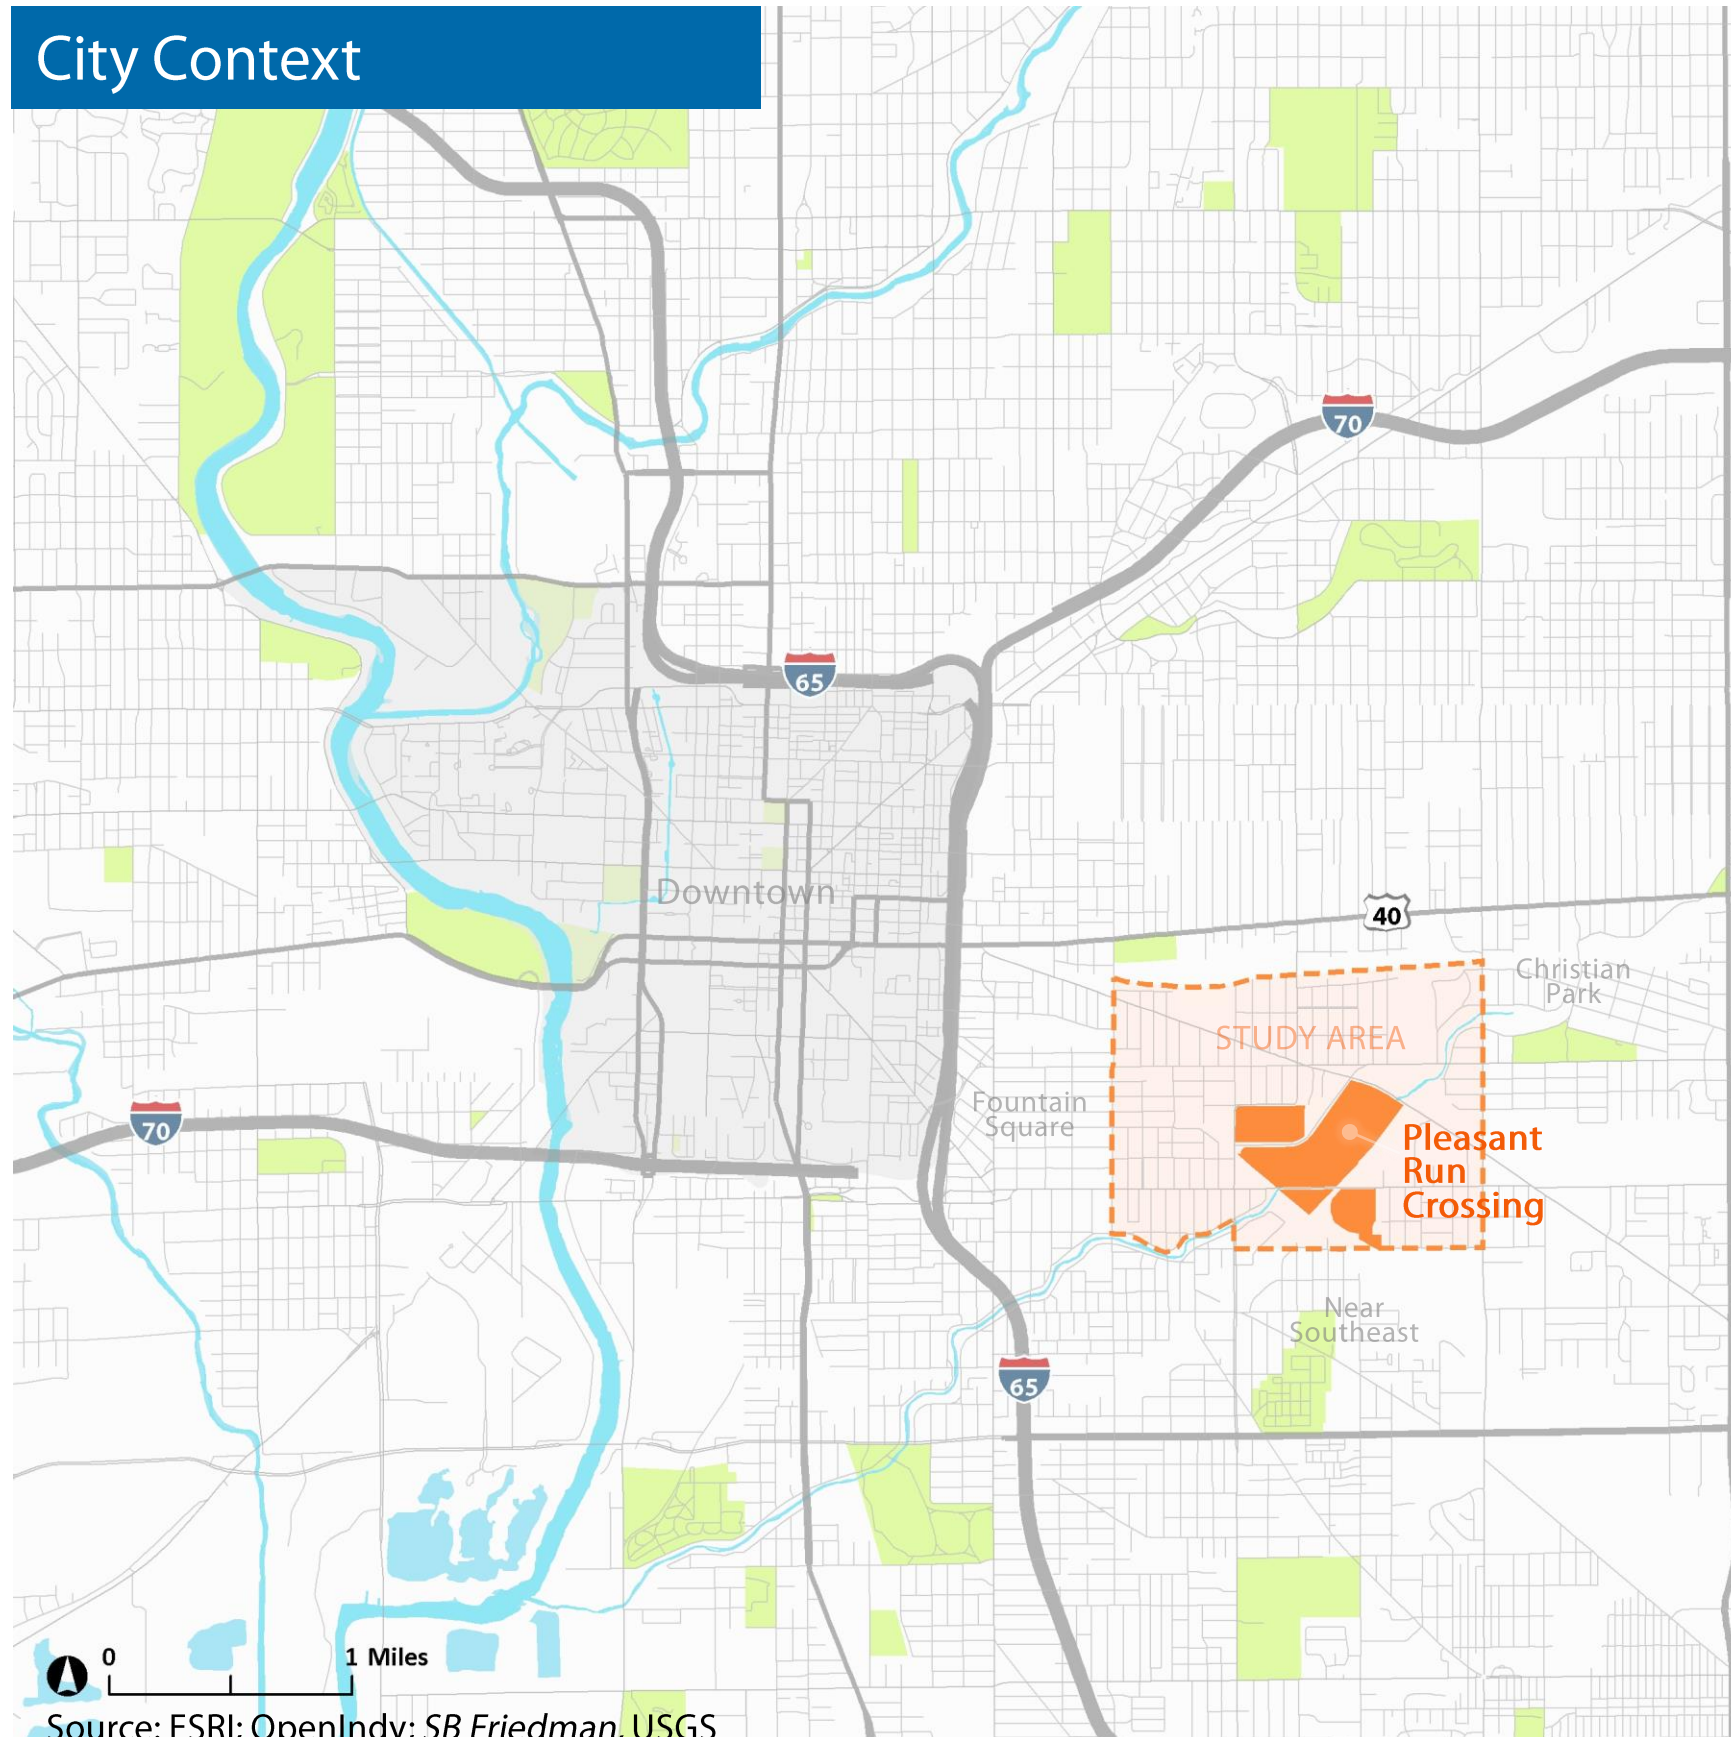 City Context
70
65
Downtown
40
Christian
Park
STUDY AREA
Fountain
Square
70
Pleasant
Run
Crossing
Near
Southeast
65
0 1 Miles
Source: ESRI; OpenIndy; SB Friedman, USGS